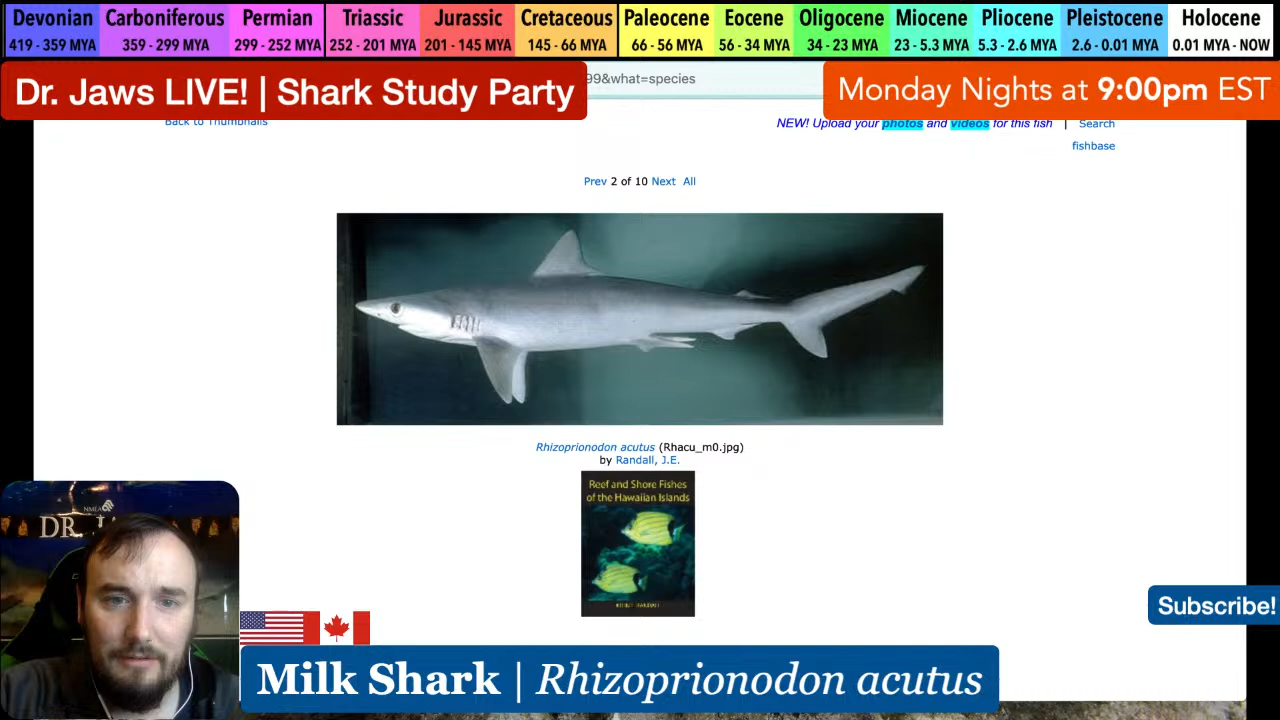 Devonian Carboniferous Permian Triassic Jurassic Cretaceous Paleocene Eocene Oligocene Miocene Pliocene Pleistocene Holocene
419 - 359 MYA 359 - 299 MYA 299 - 252 MYA 252 - 201 MYA 201 - 145 MYA 145 - 66 MYA 66 - 56 MYA 56 - 34 MYA 34 - 23 MYA 23 - 5.3 MYA 5.3 - 2.6 MYA 2.6 - 0.01 MYA 0.01 MYA - NOW
Dr. Jaws LIVE! | Shark Study Party
99&what=species
Monday Nights at 9:00pm EST
Back to Thumbnails
NEW! Upload your photos and videos for this fish | Search
fishbase
Prev 2 of 10 Next All
Rhizoprionodon acutus (Rhacu_m0.jpg)
by Randall, J.E.
Reef and Shore Fishes
of the Hawaiian Islands
NMEA
DR. JA
Subscribe!
Milk Shark | Rhizoprionodon acutus